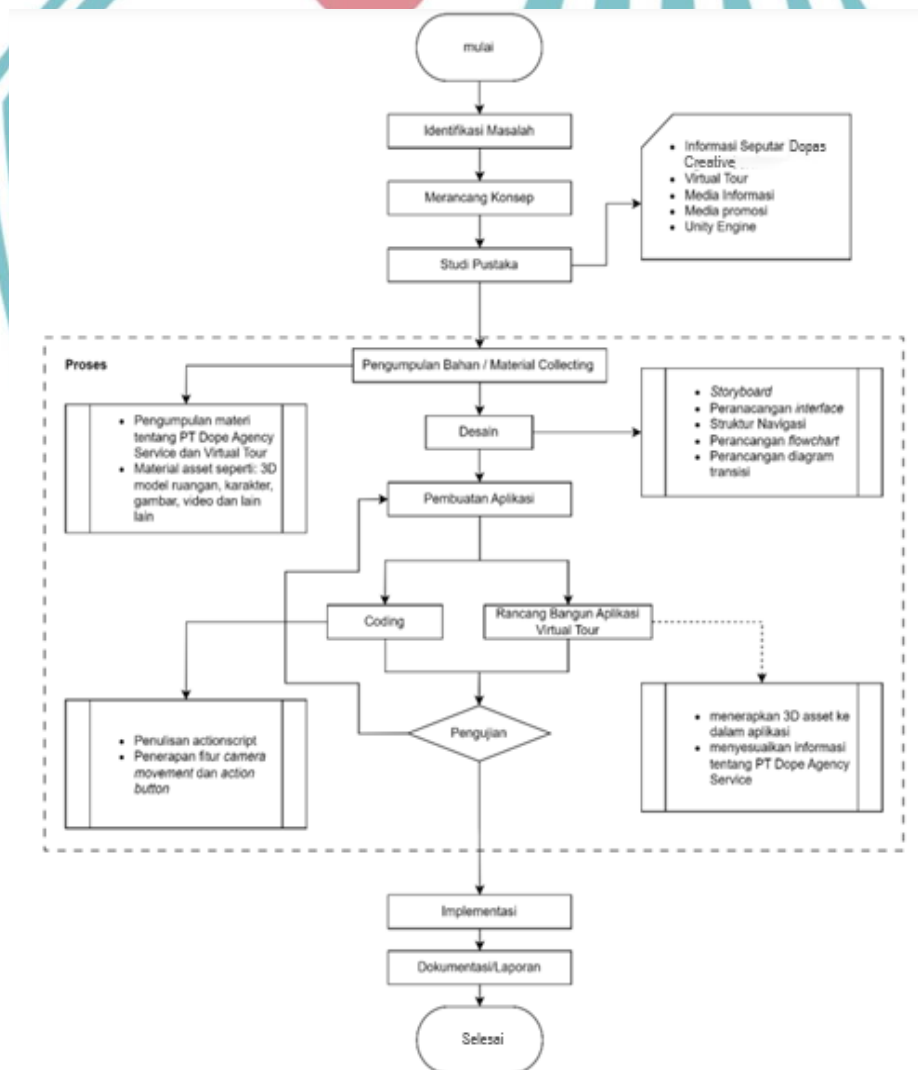 mulai
Identifikasi Masalah
Merancang Konsep
Studi Pustaka
• Informasi Seputar Dopas
Creative
• Virtual Tour
• Media Informasi
• Media promosi
• Unity Engine
Proses
Pengumpulan Bahan / Material Collecting
• Pengumpulan materi
tentang PT Dope Agency
Service dan Virtual Tour
• Material asset seperti: 3D
model ruangan, karakter,
gambar, video dan lain
lain
Desain
• Storyboard
• Peranacangan interface
• Struktur Navigasi
• Perancangan flowchart
• Perancangan diagram
transisi
Pembuatan Aplikasi
Coding
Rancang Bangun Aplikasi
Virtual Tour
• Penulisan actionscript
• Penerapan fitur camera
movement dan action
button
Pengujian
• menerapkan 3D asset ke
dalam aplikasi
• menyesuaikan informasi
tentang PT Dope Agency
Service
Implementasi
Dokumentasi/Laporan
Selesai